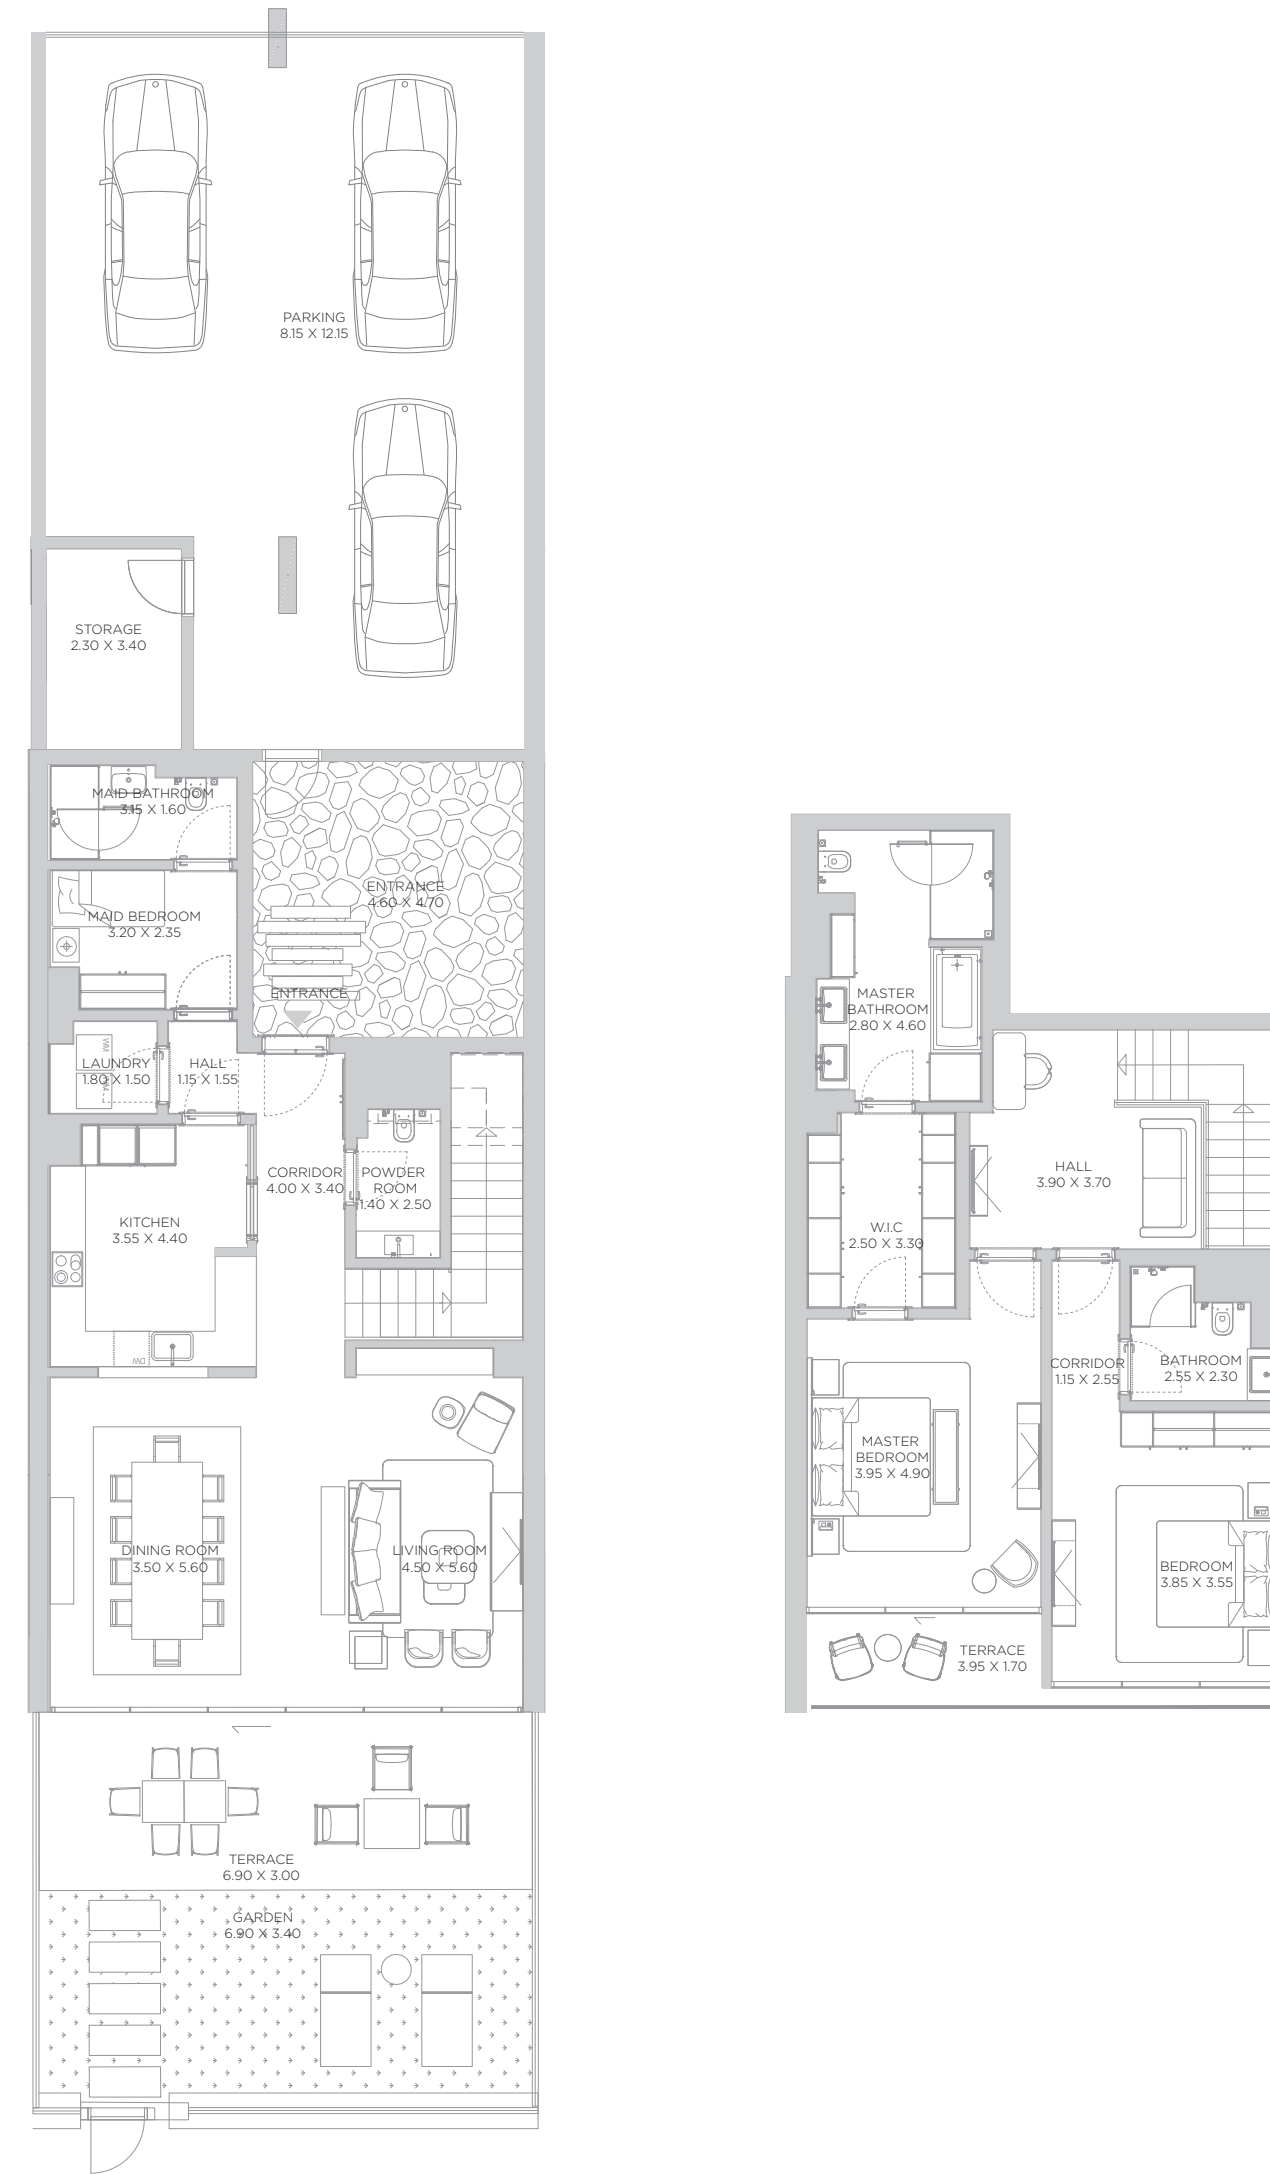 PARKING
8.15 X 12.15
STORAGE
2.30 X 3.40
MAID BATHROOM
3.15 X 1.60
ENTRANCE
4.60 X 4.70
MAID BEDROOM
3.20 X 2.35
ENTRANCE
LAUNDRY
1.80 X 1.50
WM
HALL
1.15 X 1.55
CORRIDOR
4.00 X 3.40
POWDER
ROOM
1.40 X 2.50
KITCHEN
3.55 X 4.40
DW
DINING ROOM
3.50 X 5.60
LIVING ROOM
4.50 X 5.60
TERRACE
6.90 X 3.00
GARDEN
6.90 X 3.40
MASTER
BATHROOM
2.80 X 4.60
HALL
3.90 X 3.70
W.I.C
2.50 X 3.30
CORRIDOR
1.15 X 2.55
BATHROOM
2.55 X 2.30
MASTER
BEDROOM
3.95 X 4.90
BEDROOM
3.85 X 3.55
TERRACE
3.95 X 1.70